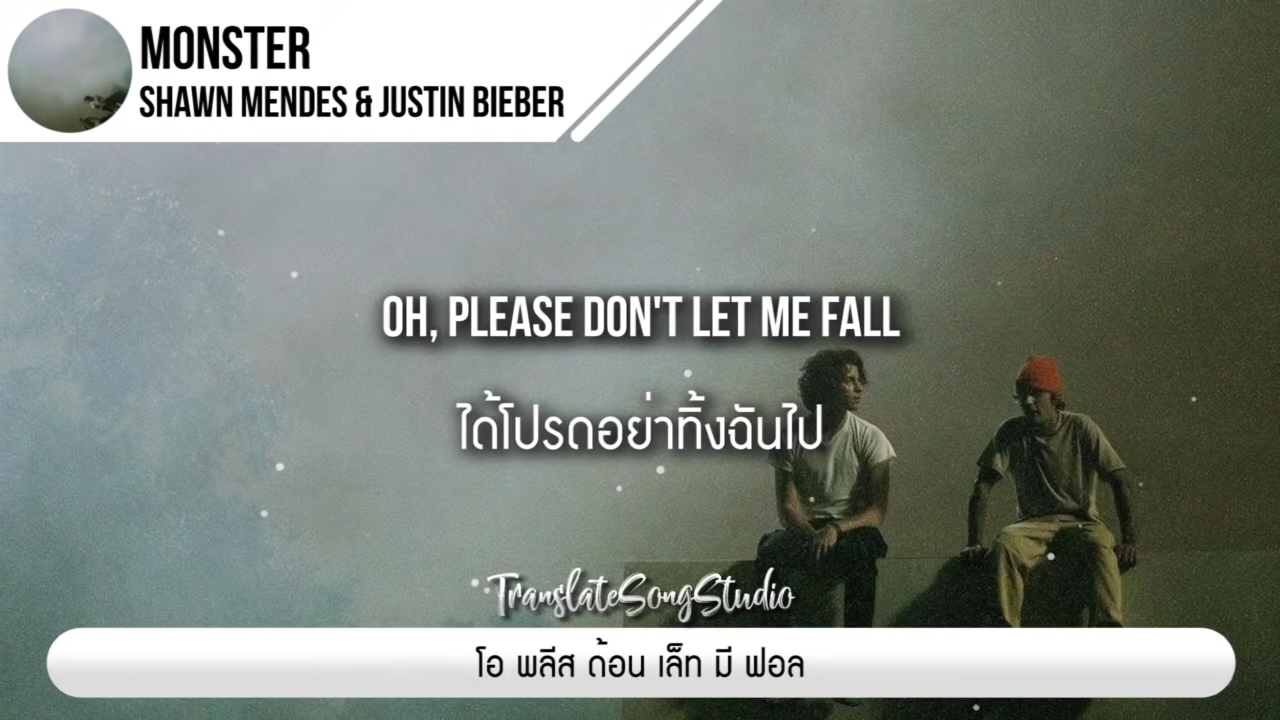 MONSTER
SHAWN MENDES & JUSTIN BIEBER
OH, PLEASE DON'T LET ME FALL
ได้โปรดอย่าทิ้งฉันไป
TranslateSongStudio
โอ พลีส ด้อน เล็ท มี ฟอล